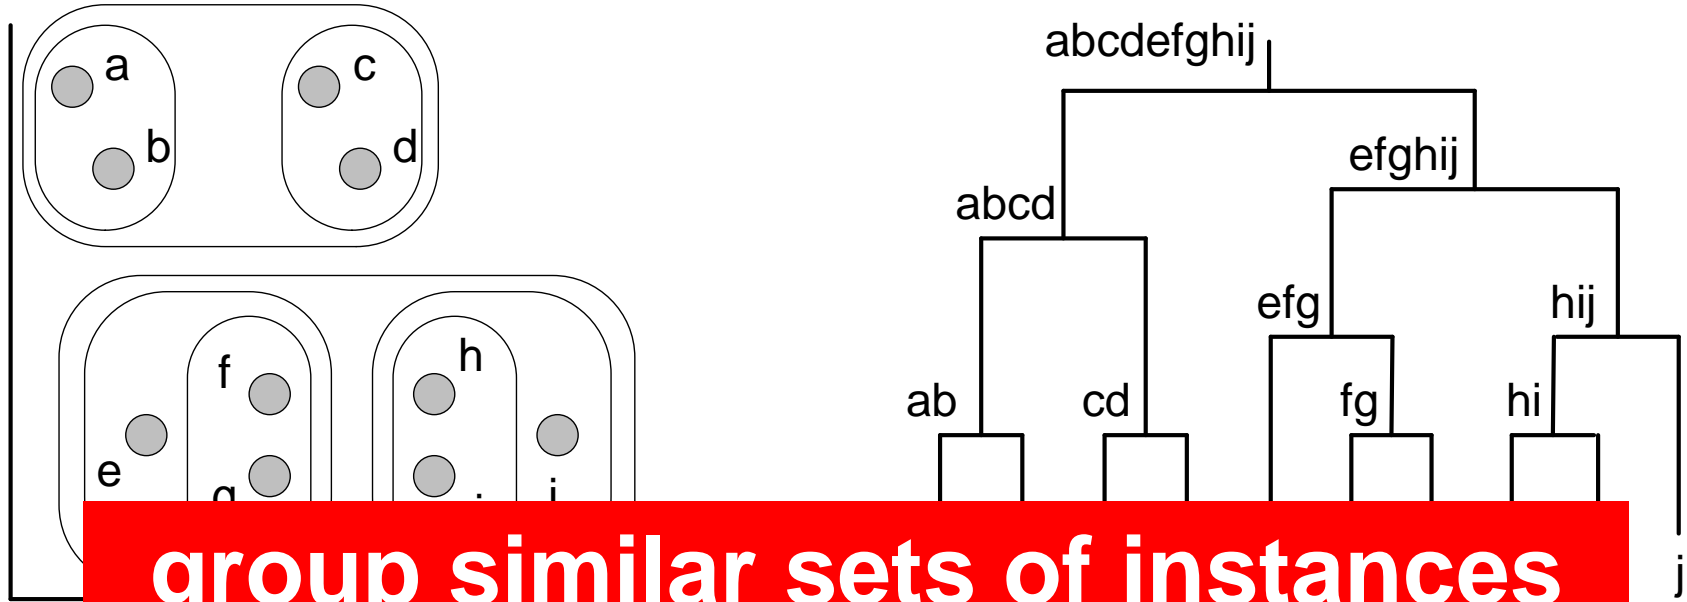 abcdefghij
a
c
b
d
efghij
abcd
efg
hij
f
h
ab
cd
fg
hi
e
g
j
group similar sets of instances
j